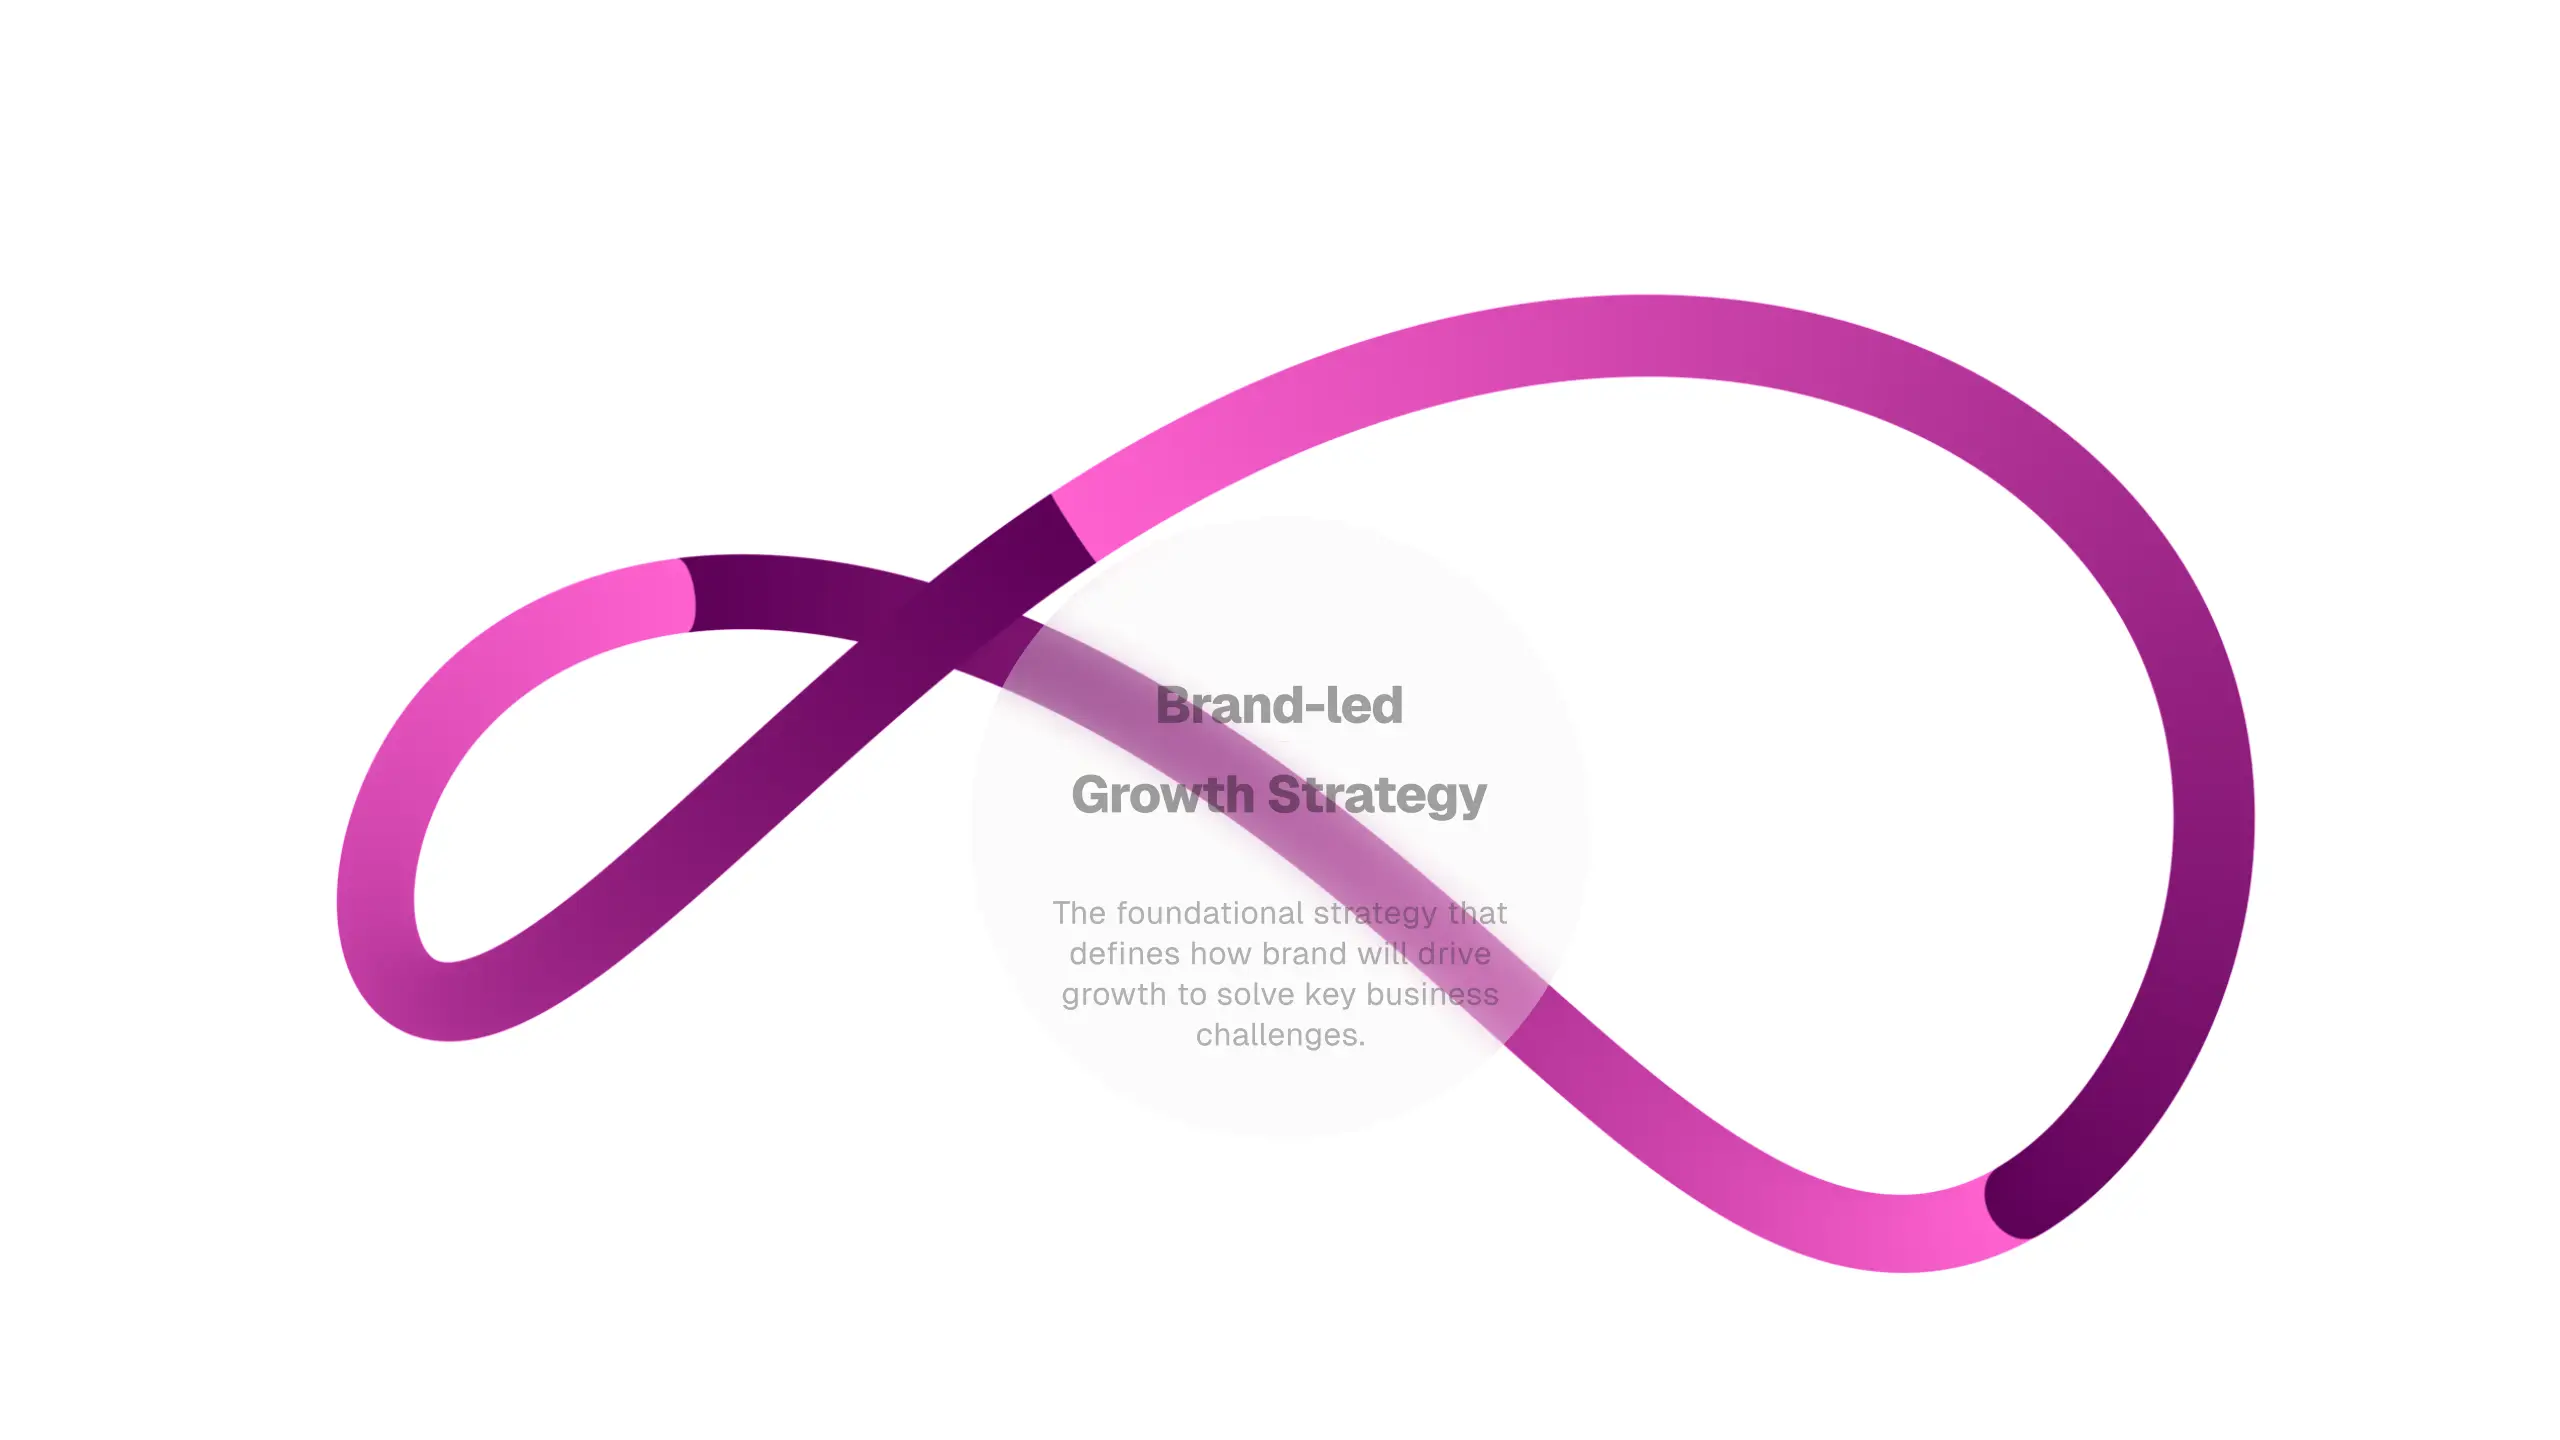 Brand-led
Growth Strategy
The foundational strategy that
defines how brand will drive
growth to solve key business
challenges.